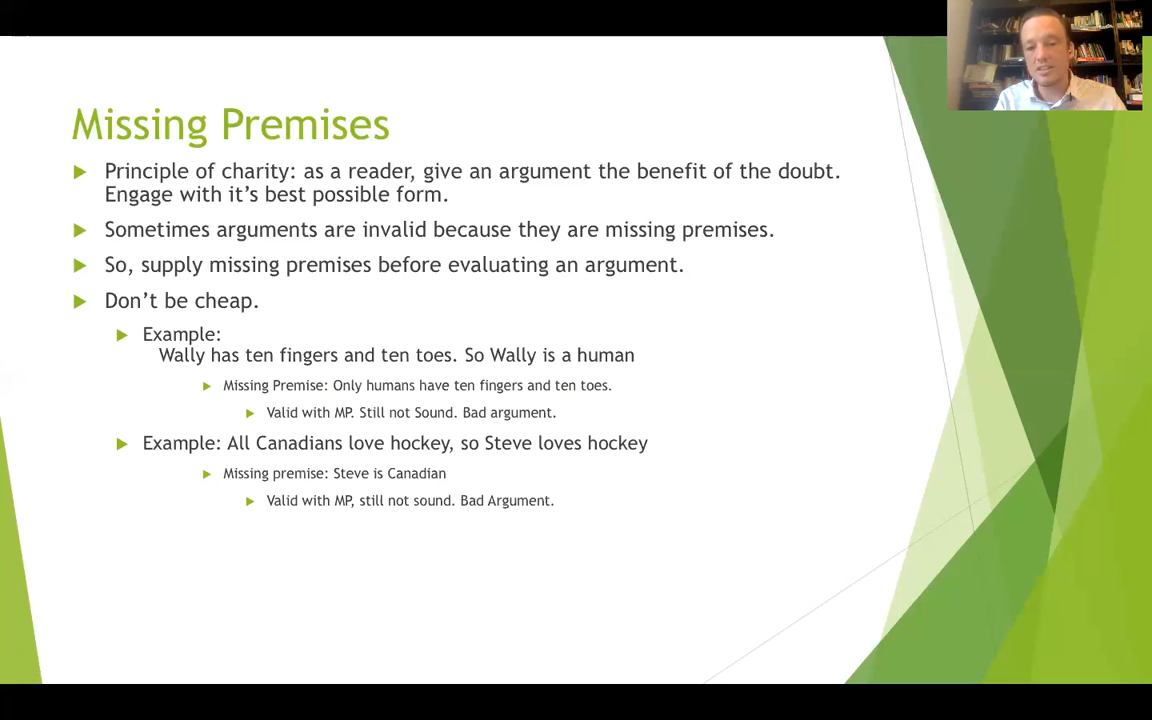 Missing Premises
Principle of charity: as a reader, give an argument the benefit of the doubt.
Engage with it's best possible form.
Sometimes arguments are invalid because they are missing premises.
So, supply missing premises before evaluating an argument.
Don't be cheap.
Example:
Wally has ten fingers and ten toes. So Wally is a human
Missing Premise: Only humans have ten fingers and ten toes.
Valid with MP. Still not Sound. Bad argument.
Example: All Canadians love hockey, so Steve loves hockey
Missing premise: Steve is Canadian
Valid with MP, still not sound. Bad Argument.